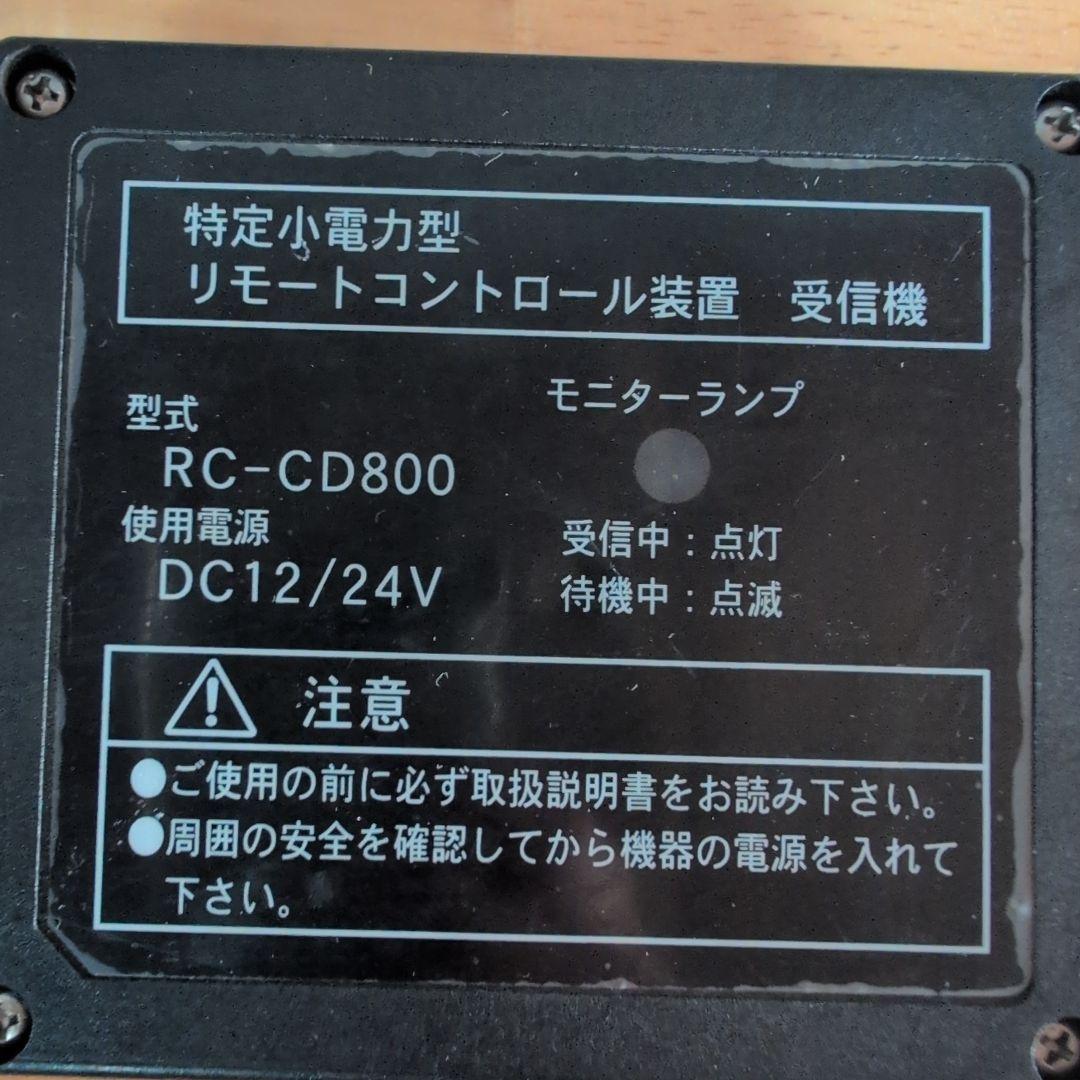 特定小電力型
リモートコントロール装置 受信機
型式
RC-CD800
使用電源
DC12/24V
モニターランプ
受信中：点灯
待機中：点滅
注意
●ご使用の前に必ず取扱説明書をお読み下さい。
●周囲の安全を確認してから機器の電源を入れて
下さい。